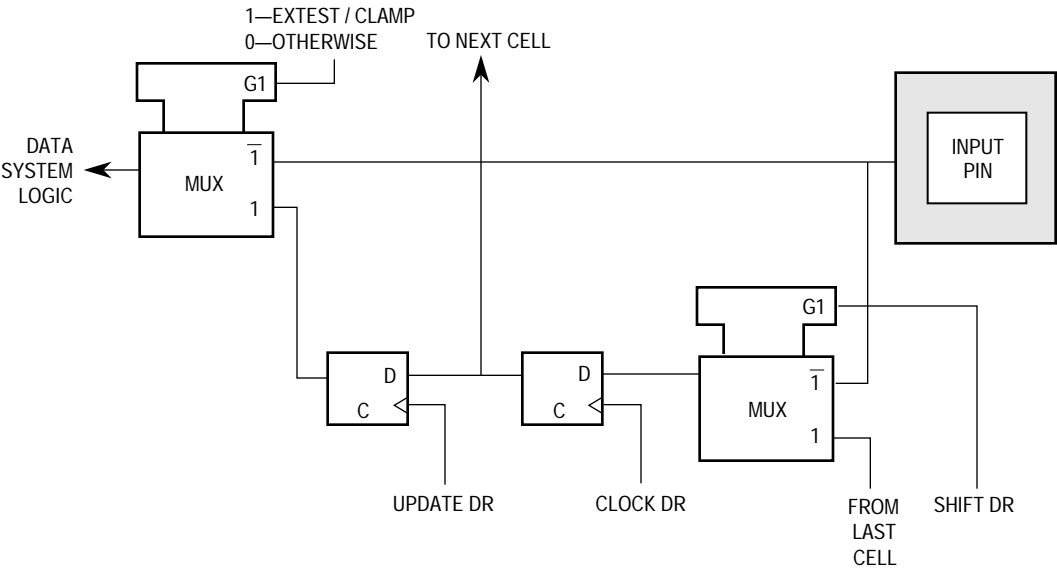 1—EXTEST / CLAMP
0—OTHERWISE
TO NEXT CELL
G1
DATA
SYSTEM
LOGIC
1̅
MUX
1
INPUT
PIN
G1
D
C
D
C
1̅
MUX
1
UPDATE DR
CLOCK DR
FROM
LAST
CELL
SHIFT DR